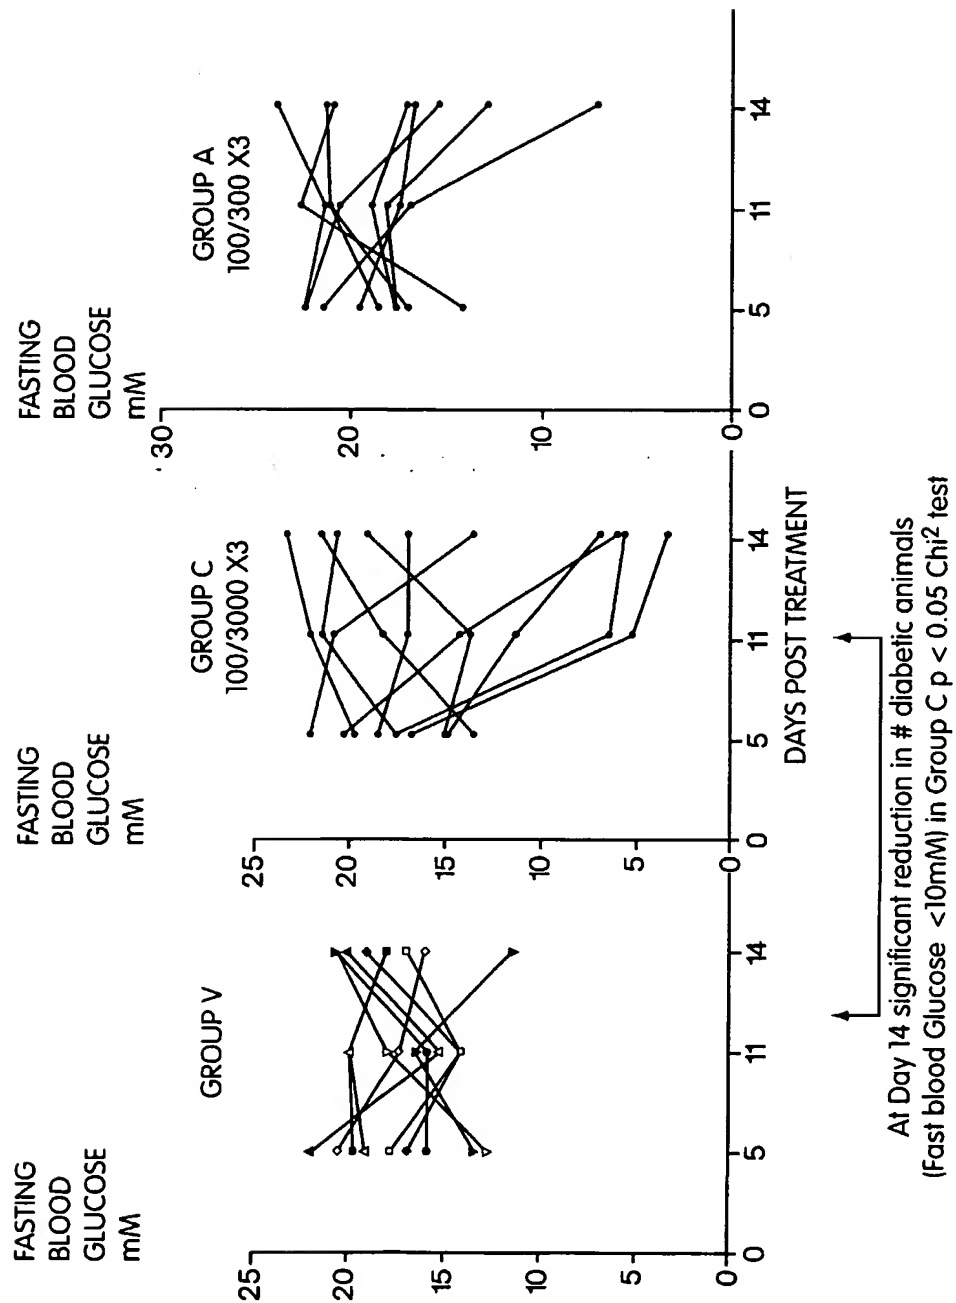 FASTING
BLOOD
GLUCOSE
mM
GROUP V
25
20
15
10
5
0
0
5
11
14
FASTING
BLOOD
GLUCOSE
mM
GROUP C
100/3000 X3
25
20
15
10
5
0
0
5
11
14
DAYS POST TREATMENT
FASTING
BLOOD
GLUCOSE
mM
GROUP A
100/300 X3
30
20
10
0
0
5
11
14
At Day 14 significant reduction in # diabetic animals
(Fast blood Glucose <10mM) in Group C p < 0.05 Chi² test